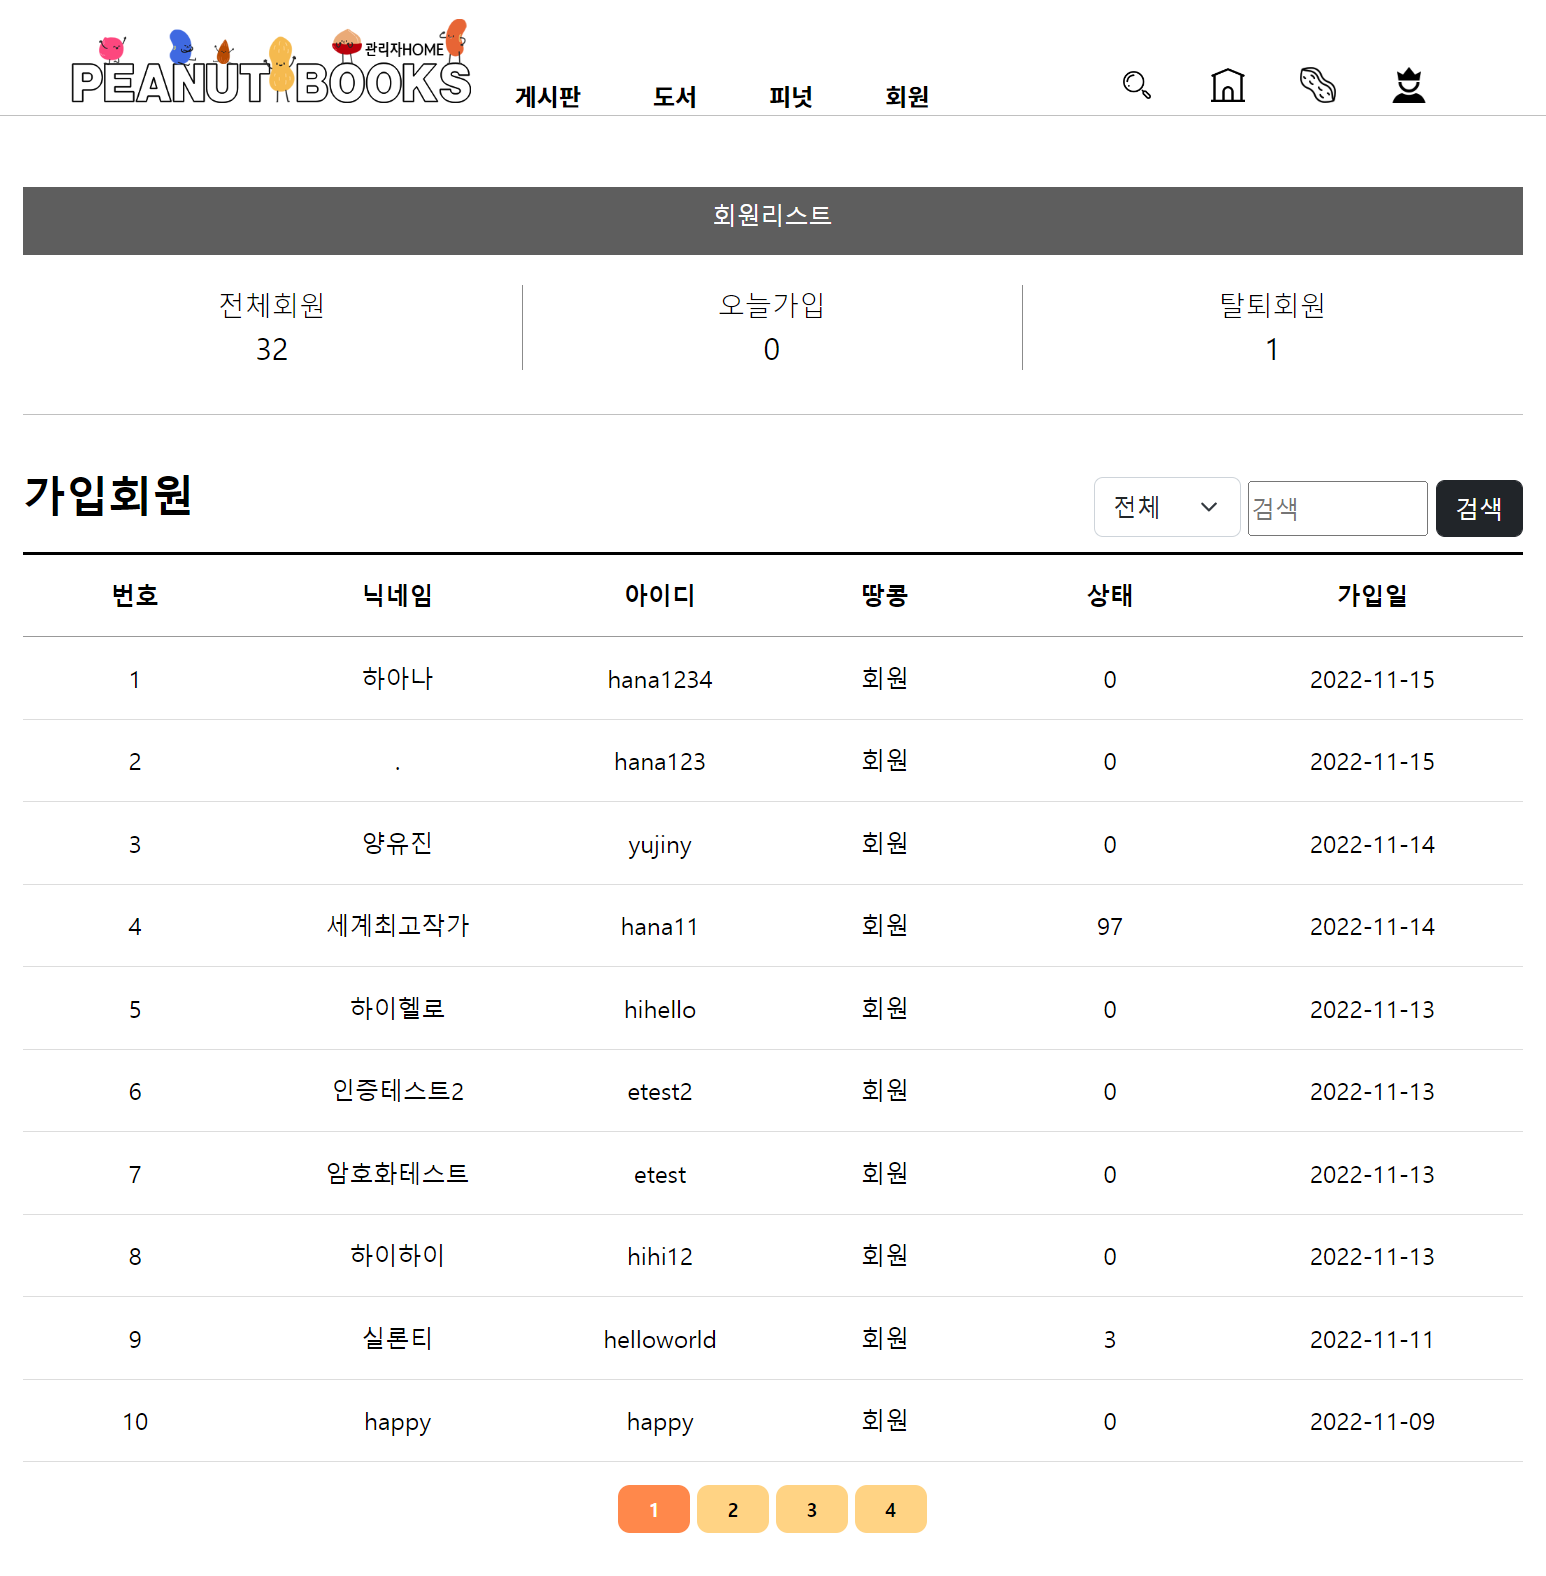 관리자HOME
PEANUT BOOKS
게시판 도서 피넛 회원
회원리스트
전체회원 오늘가입 탈퇴회원
32 0 1
가입회원 전체 검색 검색
번호 닉네임 아이디 땅콩 상태 가입일
1 하아나 hana1234 회원 0 2022-11-15
2 . hana123 회원 0 2022-11-15
3 양유진 yujiny 회원 0 2022-11-14
4 세계최고작가 hana11 회원 97 2022-11-14
5 하이헬로 hihello 회원 0 2022-11-13
6 인증테스트2 etest2 회원 0 2022-11-13
7 암호화테스트 etest 회원 0 2022-11-13
8 하이하이 hihi12 회원 0 2022-11-13
9 실론티 helloworld 회원 3 2022-11-11
10 happy happy 회원 0 2022-11-09
1 2 3 4